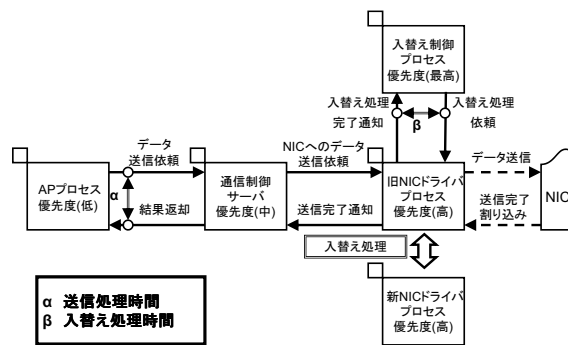 入替え制御
プロセス
優先度(最高)
入替え処理
完了通知
β
入替え処理
依頼
データ
送信依頼
NICへのデータ
送信依頼
データ送信
APプロセス
優先度(低)
α
通信制御
サーバ
優先度(中)
旧NICドライバ
プロセス
優先度(高)
NIC
結果返却
送信完了通知
送信完了
割り込み
入替え処理
新NICドライバ
プロセス
優先度(高)
α 送信処理時間
β 入替え処理時間